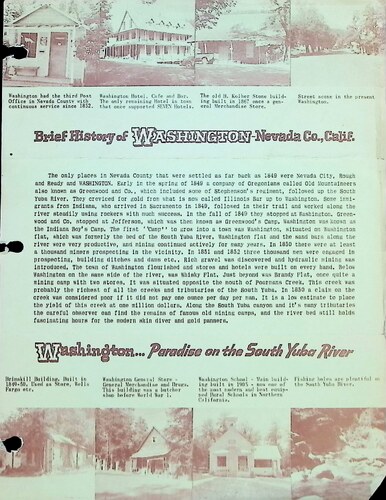 Washington had the third Post
Office in Nevada County with
continuous service since 1852.
Washington Hotel, Cafe and Bar.
The only remaining Hotel in town
that once supported SEVEN Hotels.
The old H. Kolber Stone build-
ing built in 1867 once a gen-
eral Merchandise Store.
Street scene in the present
Washington.
Brief History of WASHINGTON-Nevada Co., Calif.
The only places in Nevada County that were settled as far back as 1849 were Nevada City, Rough
and Ready and WASHINGTON. Early in the spring of 1849 a company of Oregonians called Old Mountaineers
also known as Greenwood and Co., which included some of Stephenson's regiment, followed up the South
Yuba River. They creviced for gold from what is now called Illinois Bar up to Washington. Some immi-
grants from Indiana, who arrived in Sacramento in 1849, followed in their trail and worked along the
river steadily using rockers with much success. In the fall of 1849 they stopped at Washington. Green-
wood and Co. stopped at Jefferson, which was then known as Greenwood's Camp. Washington was known as
the Indiana Boy's Camp. The first "Camp" to grow into a town was Washington, situated on Washington
flat, which was formerly the bed of the South Yuba River. Washington flat and the sand bars along the
river were very productive, and mining continued actively for many years. In 1850 there were at least
a thousand miners prospecting in the vicinity. In 1851 and 1852 three thousand men were engaged in
prospecting, building ditches and dams etc., Rich gravel was discovered and hydraulic mining was
introduced. The town of Washington flourished and stores and hotels were built on every hand. Below
Washington on the same side of the river, was Brandy Flat. Just beyond was Brandy Flat, once quite a
mining camp with two stores. It was situated opposite the mouth of Poormans Creek. This creek was
probably the richest of all the creeks and tributaries of the South Yuba. In 1850 a claim on the
creek was considered poor if it did not pay one ounce per day per man. It is a low estimate to place
the yield of this creek at one million dollars. Along the South Yuba canyon and it's many tributaries
the careful observer can find the remains of famous old mining camps, and the river bed still holds
fascinating hours for the modern skin diver and gold panners.
Washington... Paradise on the South Yuba River
Brimskill Building. Built in
1849-50. Used as Store, Wells
Fargo etc.
Washington General Store -
General Merchandise and Drugs.
This building was a butcher
shop before World War I.
Washington School - Main build-
ing built in - was one of
the most modern and best equip-
ped Rural Schools in Northern
California.
Fishing holes are plentiful on
the South Yuba River.